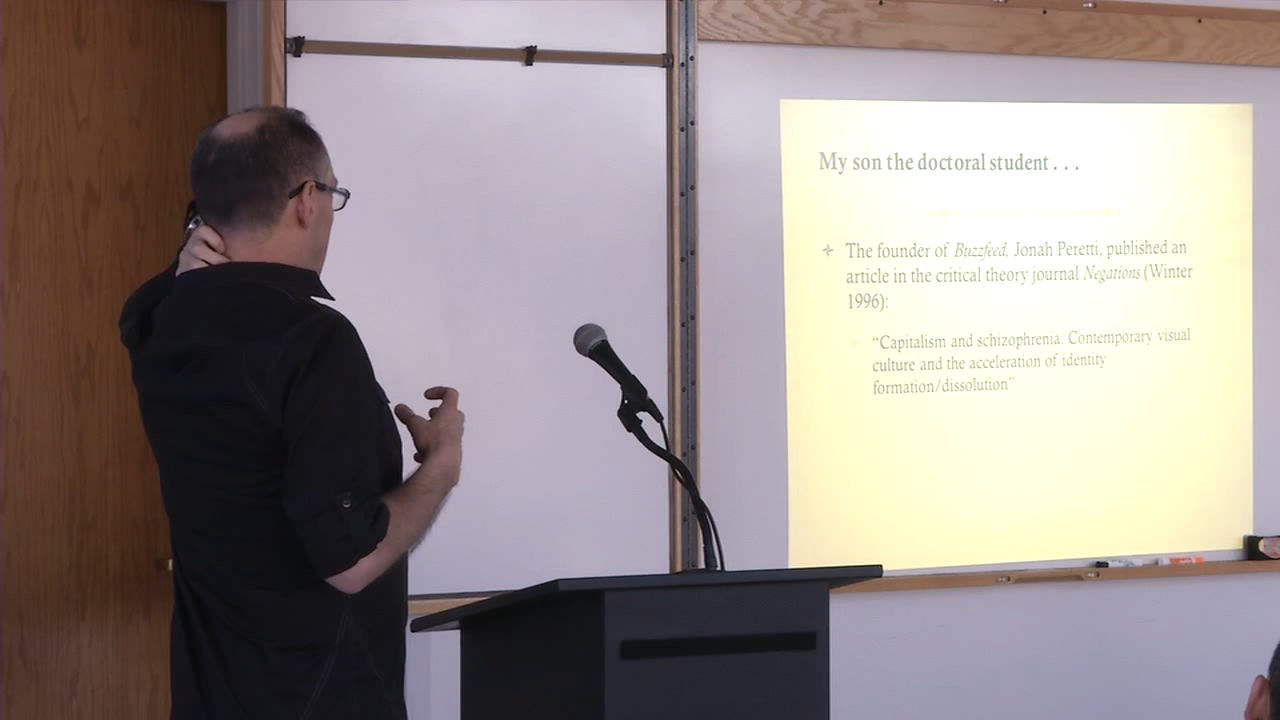 My son the doctoral student . . .
The founder of Buzzfeed, Jonah Peretti, published an
article in the critical theory journal Negations (Winter
1996):
“Capitalism and schizophrenia: Contemporary visual
culture and the acceleration of identity
formation/dissolution”